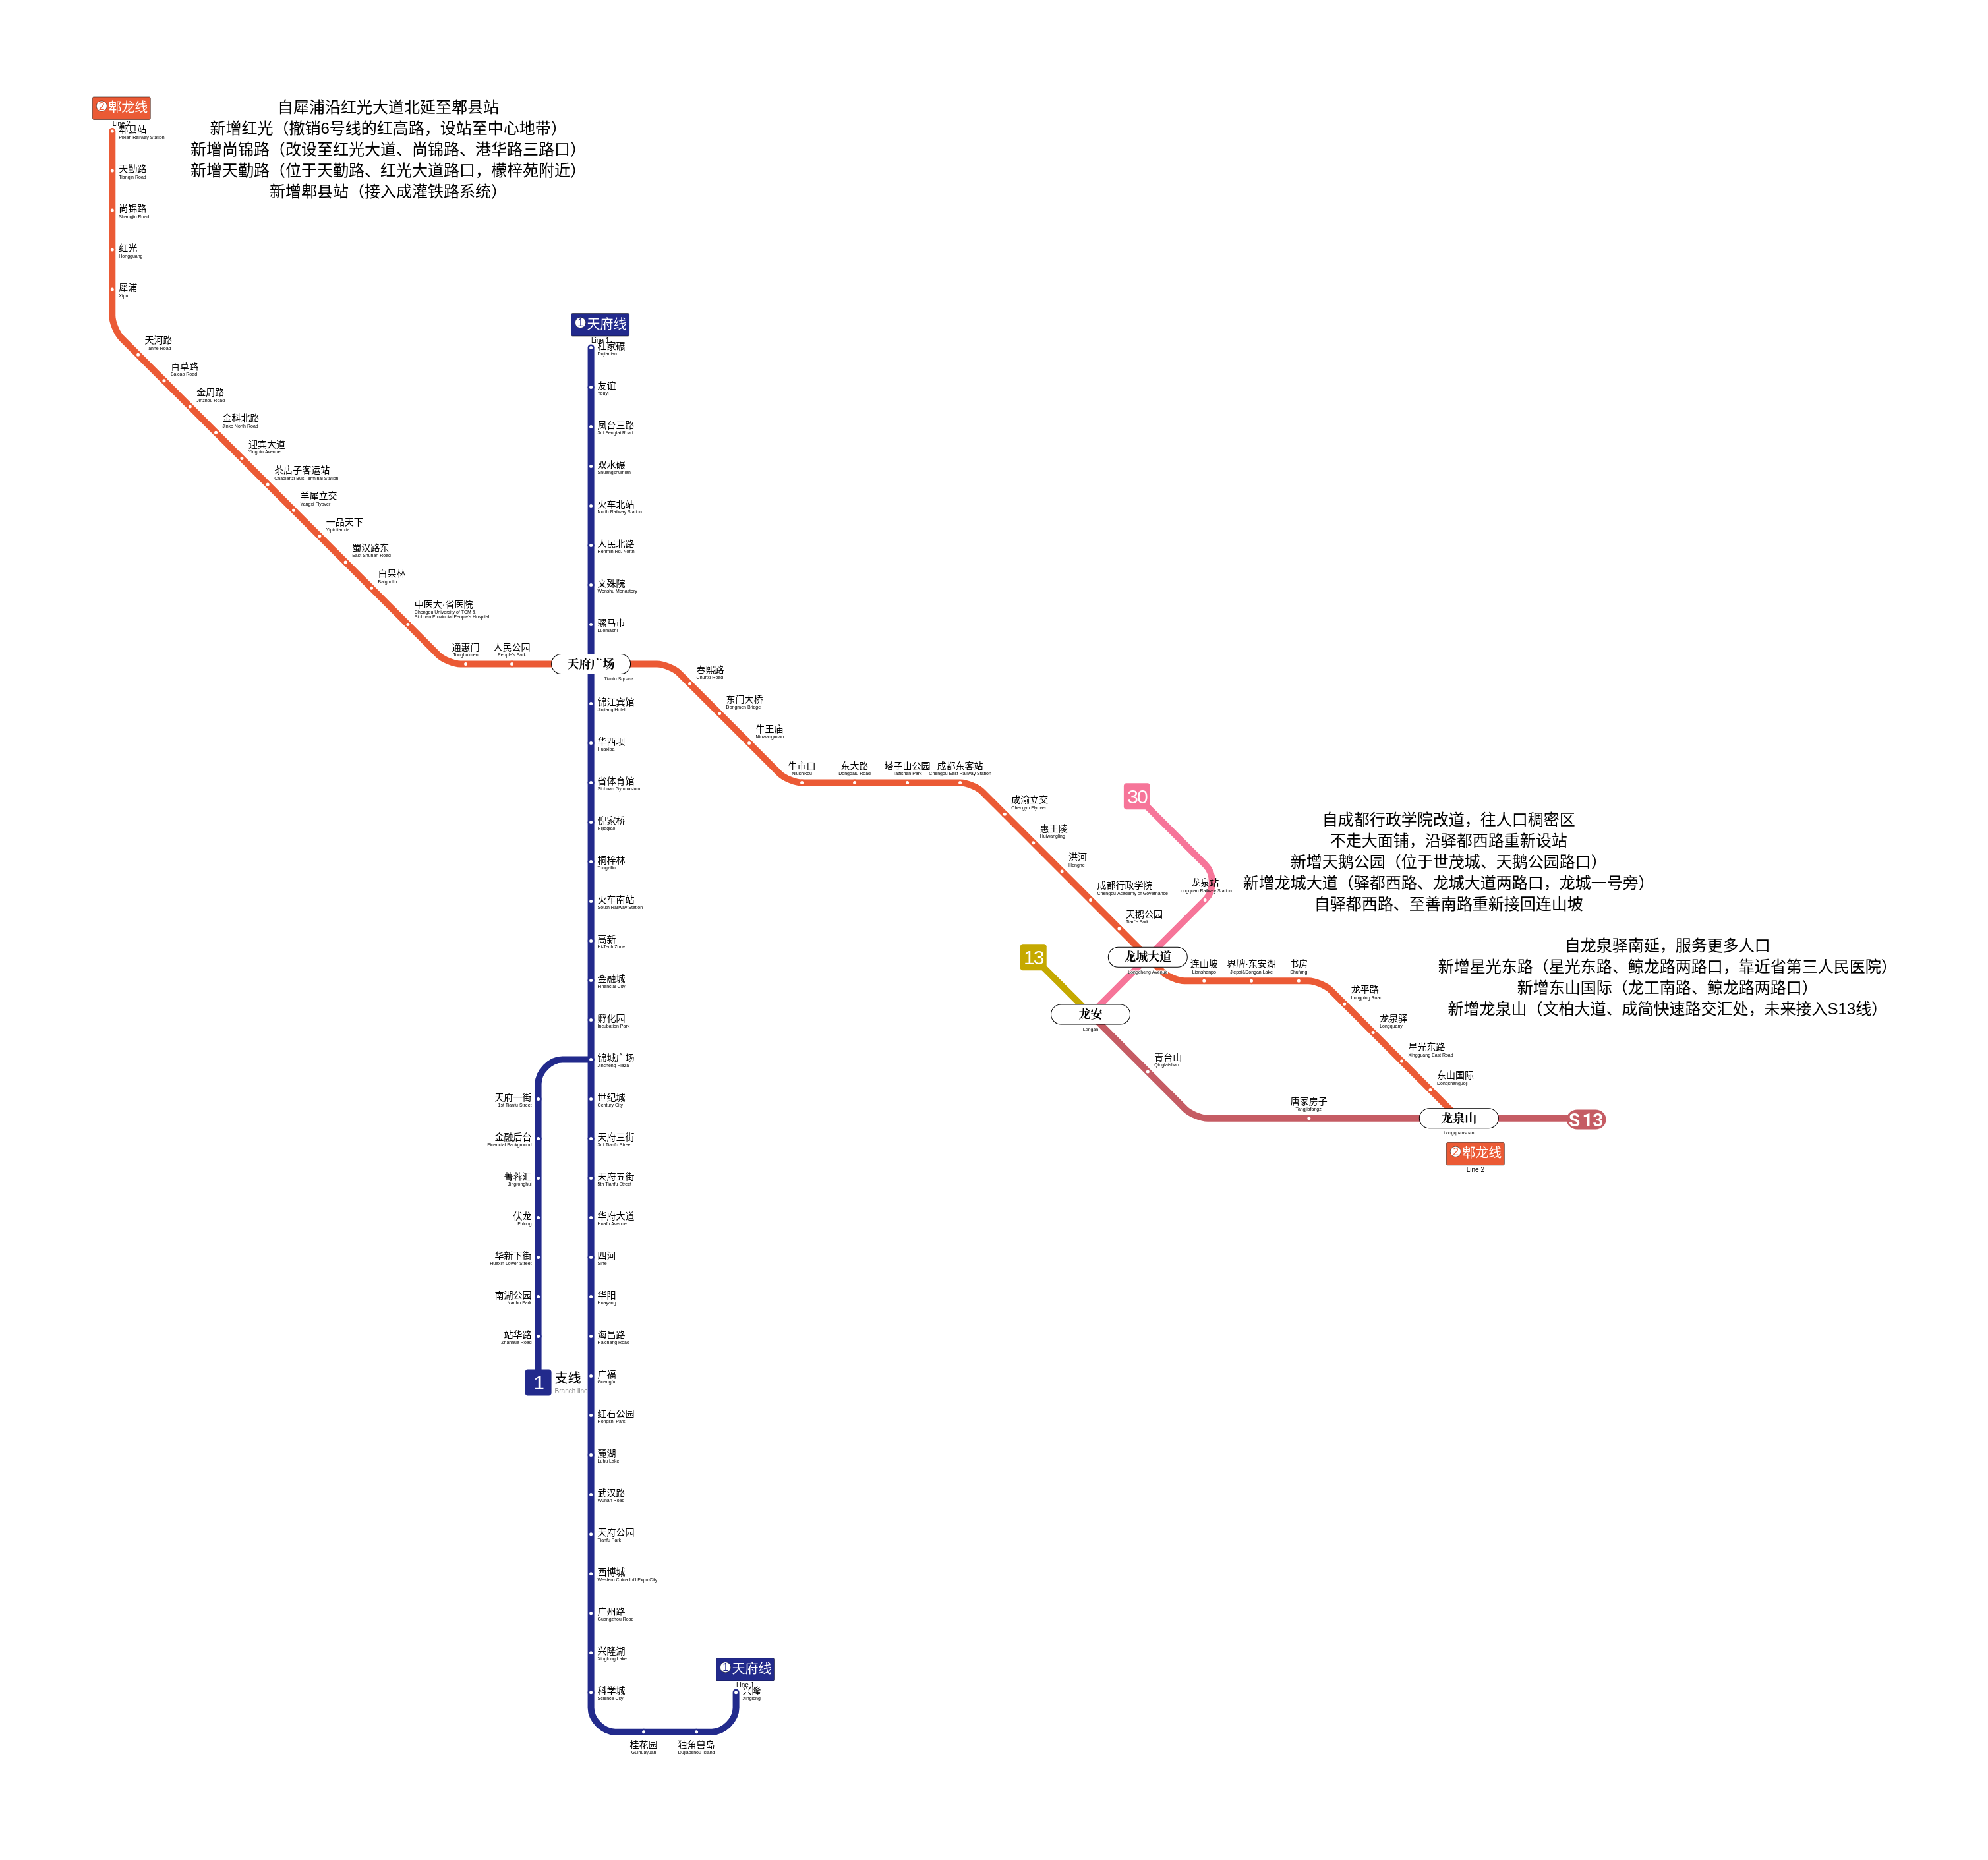 ❷郫龙线
Line 2
郫县站
Pixian Railway Station
天勤路
Tianqin Road
尚锦路
Shangjin Road
红光
Hongguang
犀浦
Xipu
天河路
Tianhe Road
百草路
Baicao Road
金周路
Jinzhou Road
金科北路
Jinke North Road
迎宾大道
Yingbin Avenue
茶店子客运站
Chadianzi Bus Terminal Station
羊犀立交
Yangxi Flyover
一品天下
Yipintianxia
蜀汉路东
East Shuhan Road
白果林
Baiguolin
中医大·省医院
Chengdu University of TCM &
Sichuan Provincial People's Hospital
通惠门
Tonghuimen
人民公园
People's Park
自犀浦沿红光大道北延至郫县站
新增红光（撤销6号线的红高路，设站至中心地带）
新增尚锦路（改设至红光大道、尚锦路、港华路三路口）
新增天勤路（位于天勤路、红光大道路口，檬梓苑附近）
新增郫县站（接入成灌铁路系统）
❶天府线
Line 1
杜家碾
Dujianian
友谊
Youyi
凤台三路
3rd Fengtai Road
双水碾
Shuangshuinian
火车北站
North Railway Station
人民北路
Renmin Rd. North
文殊院
Wenshu Monastery
骡马市
Luomashi
天府广场
Tianfu Square
锦江宾馆
Jinjiang Hotel
华西坝
Huaxiba
省体育馆
Sichuan Gymnasium
倪家桥
Nijiaqiao
桐梓林
Tongzilin
火车南站
South Railway Station
高新
Hi-Tech Zone
金融城
Financial City
孵化园
Incubation Park
锦城广场
Jincheng Plaza
世纪城
Century City
天府三街
3rd Tianfu Street
天府五街
5th Tianfu Street
华府大道
Huafu Avenue
四河
Sihe
华阳
Huayang
海昌路
Haichang Road
广福
Guangfu
红石公园
Hongshi Park
麓湖
Luhu Lake
武汉路
Wuhan Road
天府公园
Tianfu Park
西博城
Western China Int'l Expo City
广州路
Guangzhou Road
兴隆湖
Xinglong Lake
科学城
Science City
桂花园
Guihuayuan
独角兽岛
Dujiaoshou Island
❶天府线
Line 1
兴隆
Xinglong
天府一街
1st Tianfu Street
金融后台
Financial Background
菁蓉汇
Jingronghui
伏龙
Fulong
华新下街
Huaxin Lower Street
南湖公园
Nanhu Park
站华路
Zhanhua Road
1
支线
Branch line
春熙路
Chunxi Road
东门大桥
Dongmen Bridge
牛王庙
Niuwangmiao
牛市口
Niushikou
东大路
Dongdalu Road
塔子山公园
Tazishan Park
成都东客站
Chengdu East Railway Station
成渝立交
Chengyu Flyover
惠王陵
Huiwangling
洪河
Honghe
成都行政学院
Chengdu Academy of Governance
天鹅公园
Tian'e Park
30
龙泉站
Longquan Railway Station
龙城大道
Longcheng Avenue
13
龙安
Longan
青台山
Qingtaishan
唐家房子
Tangjiafangzi
连山坡
Lianshanpo
界牌·东安湖
Jiepai&Dongan Lake
书房
Shufang
龙平路
Longping Road
龙泉驿
Longquanyi
星光东路
Xingguang East Road
东山国际
Dongshanguoji
龙泉山
Longquanshan
S13
❷郫龙线
Line 2
自成都行政学院改道，往人口稠密区
不走大面铺，沿驿都西路重新设站
新增天鹅公园（位于世茂城、天鹅公园路口）
新增龙城大道（驿都西路、龙城大道两路口，龙城一号旁）
自驿都西路、至善南路重新接回连山坡
自龙泉驿南延，服务更多人口
新增星光东路（星光东路、鲸龙路两路口，靠近省第三人民医院）
新增东山国际（龙工南路、鲸龙路两路口）
新增龙泉山（文柏大道、成简快速路交汇处，未来接入S13线）